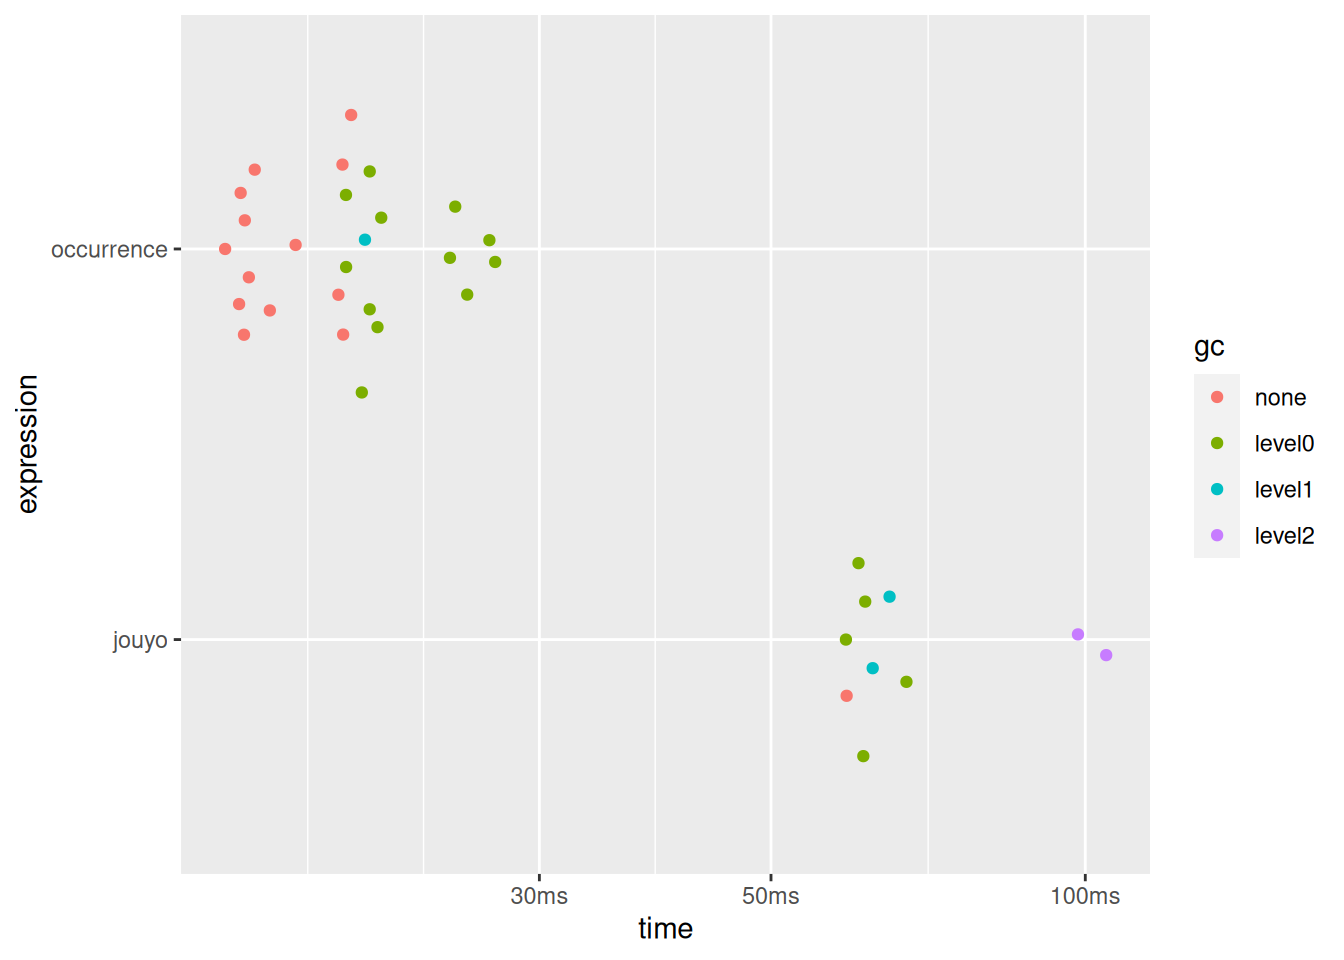 expression
occurrence
jouyo
30ms
50ms
100ms
time
gc
none
level0
level1
level2